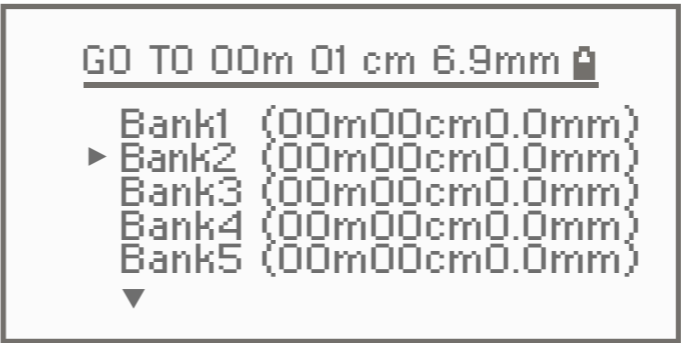 GO TO 00m 01 cm 6.9mm
Bank1 {00m00cm0.0mm}
Bank2 {00m00cm0.0mm}
Bank3 {00m00cm0.0mm}
Bank4 {00m00cm0.0mm}
Bank5 {00m00cm0.0mm}